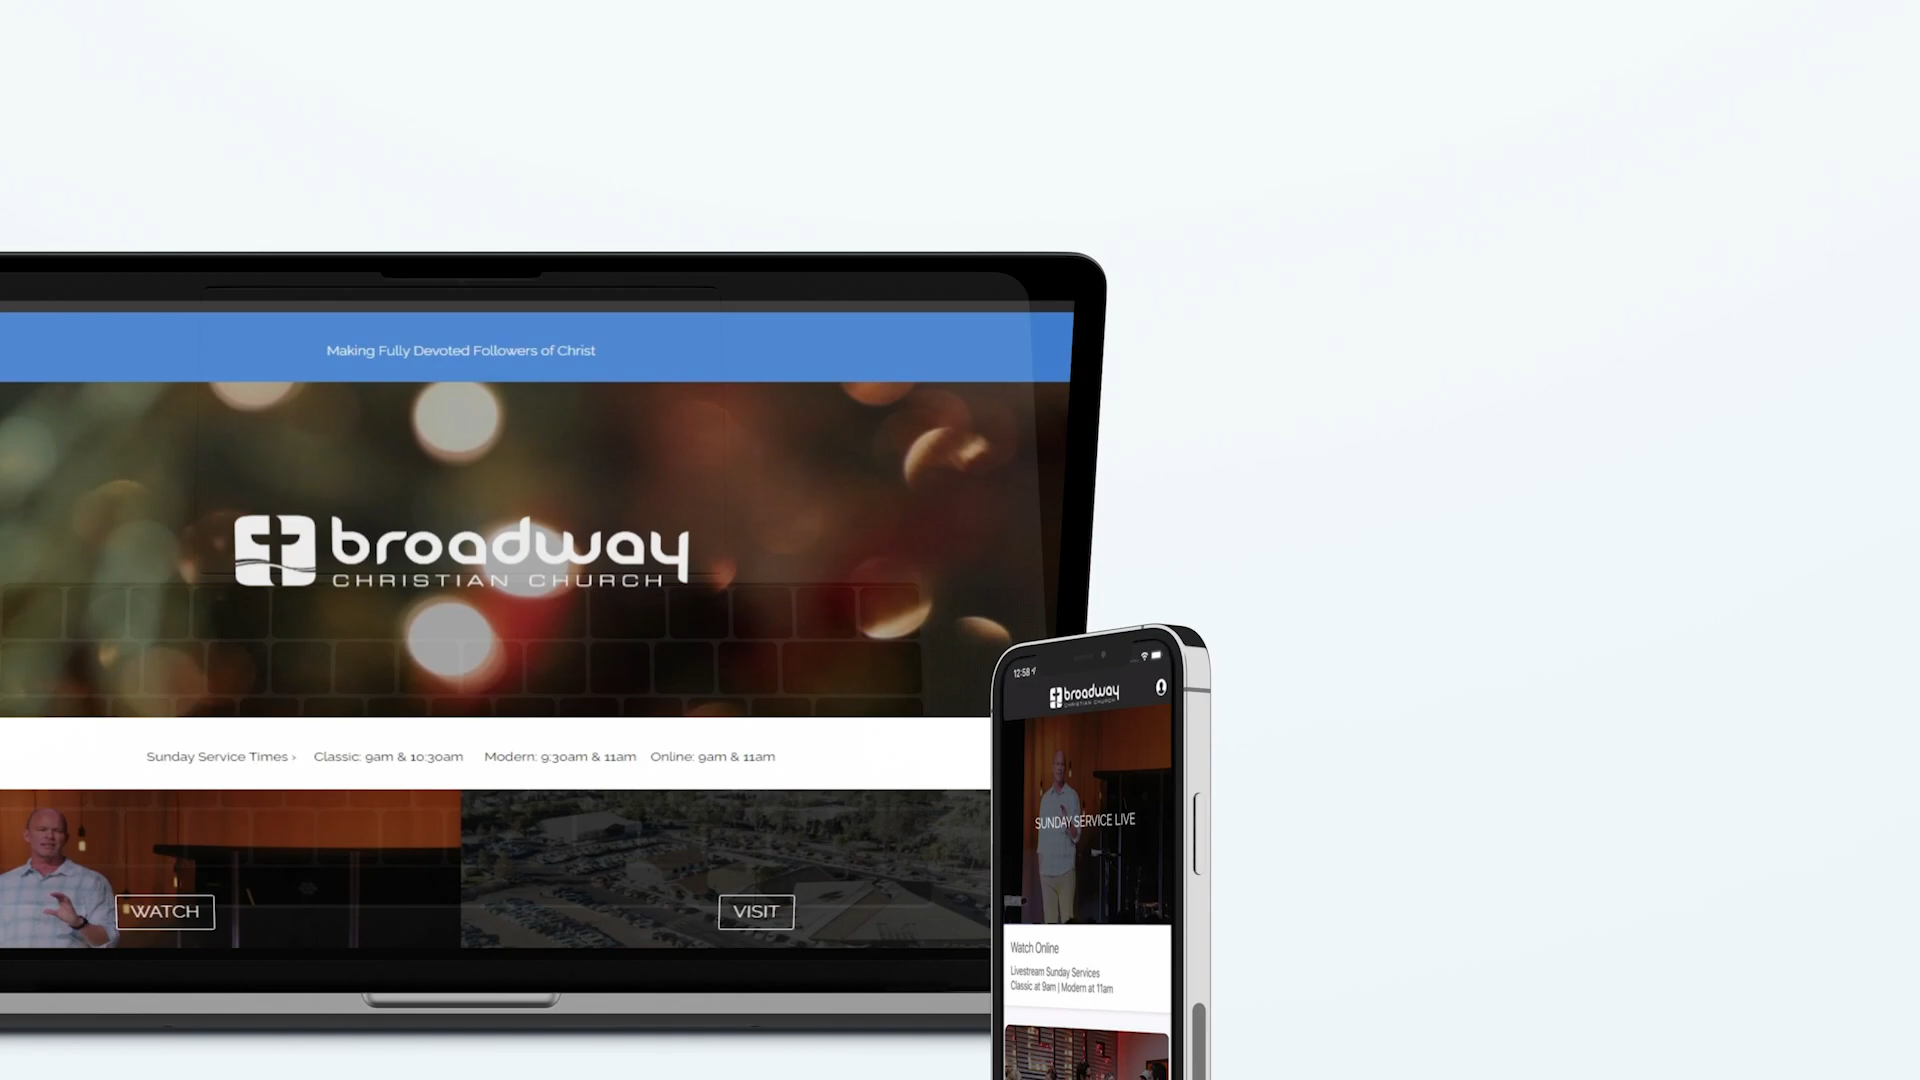 Making Fully Devoted Followers of Christ
broadway
CHRISTIAN CHURCH
Sunday Service Times › Classic: 9am & 10:30am Modern: 9:30am & 11am Online: 9am & 11am
WATCH
VISIT
12:58
broadway
CHRISTIAN CHURCH
SUNDAY SERVICE LIVE
Watch Online
Livestream Sunday Services
Classic at 9am | Modern at 11am